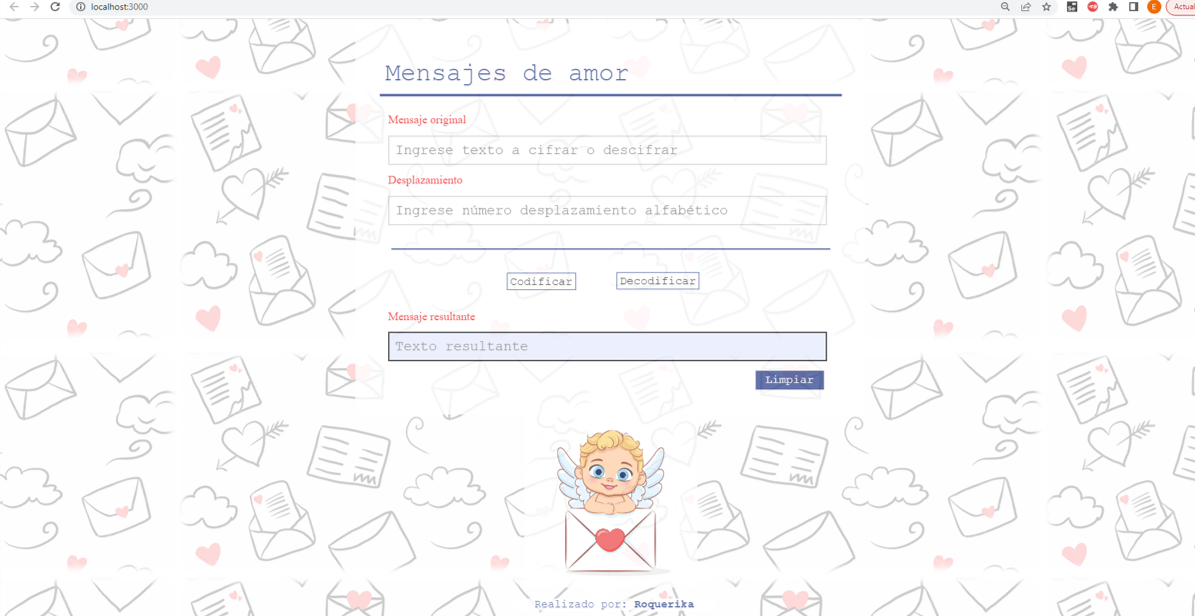 localhost:3000
E
Actual
Mensajes de amor
Mensaje original
Ingrese texto a cifrar o descifrar
Desplazamiento
Ingrese número desplazamiento alfabético
Codificar Decodificar
Mensaje resultante
Texto resultante
Limpiar
Realizado por: Roquerika